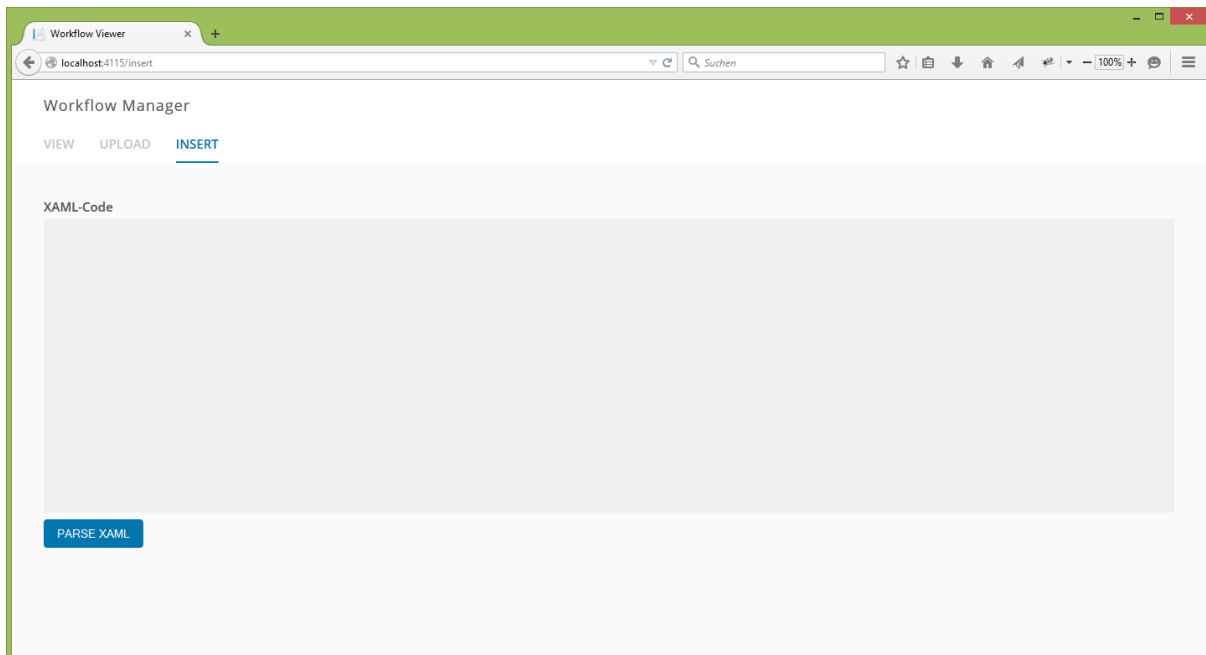 Workflow Viewer
localhost:4115/insert
Suchen
100%
Workflow Manager
VIEW UPLOAD INSERT
XAML-Code
PARSE XAML